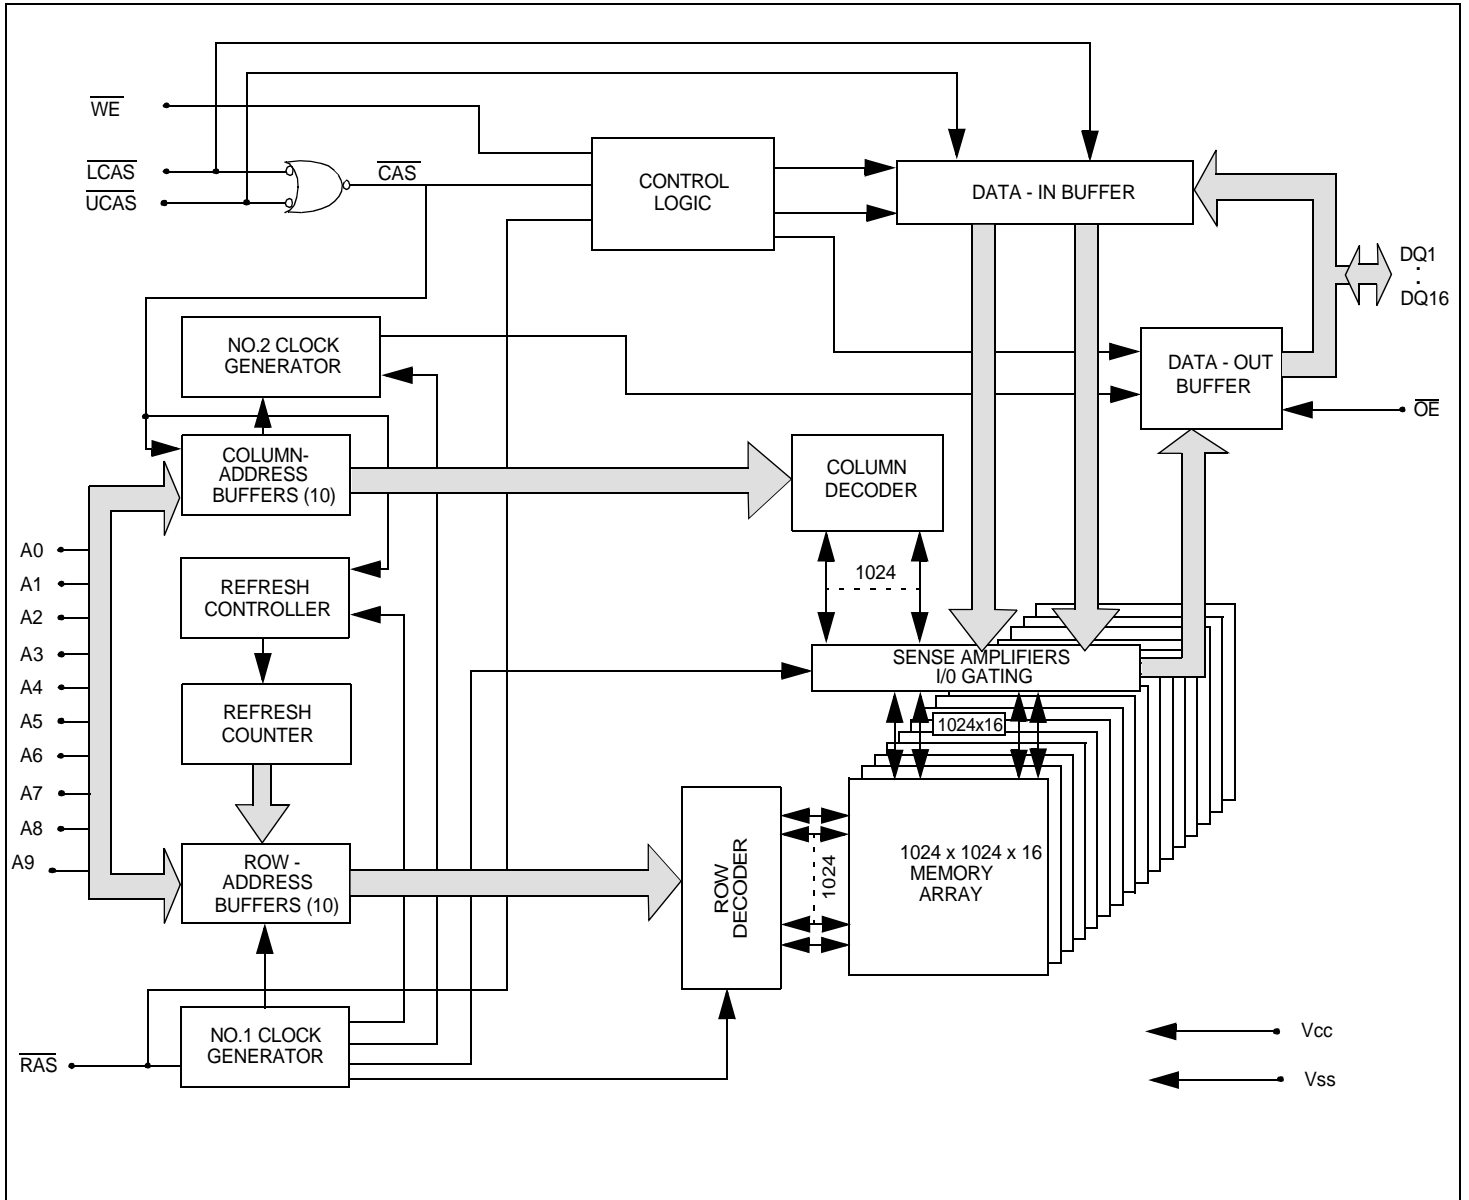 WE
LCAS
UCAS
CAS
CONTROL
LOGIC
DATA - IN BUFFER
DQ1
.
.
DQ16
NO.2 CLOCK
GENERATOR
DATA - OUT
BUFFER
OE
COLUMN-
ADDRESS
BUFFERS (10)
COLUMN
DECODER
A0
A1
A2
A3
A4
A5
A6
A7
A8
A9
REFRESH
CONTROLLER
1024
SENSE AMPLIFIERS
I/0 GATING
REFRESH
COUNTER
1024x16
ROW -
ADDRESS
BUFFERS (10)
ROW
DECODER
1024
1024 x 1024 x 16
MEMORY
ARRAY
RAS
NO.1 CLOCK
GENERATOR
Vcc
Vss